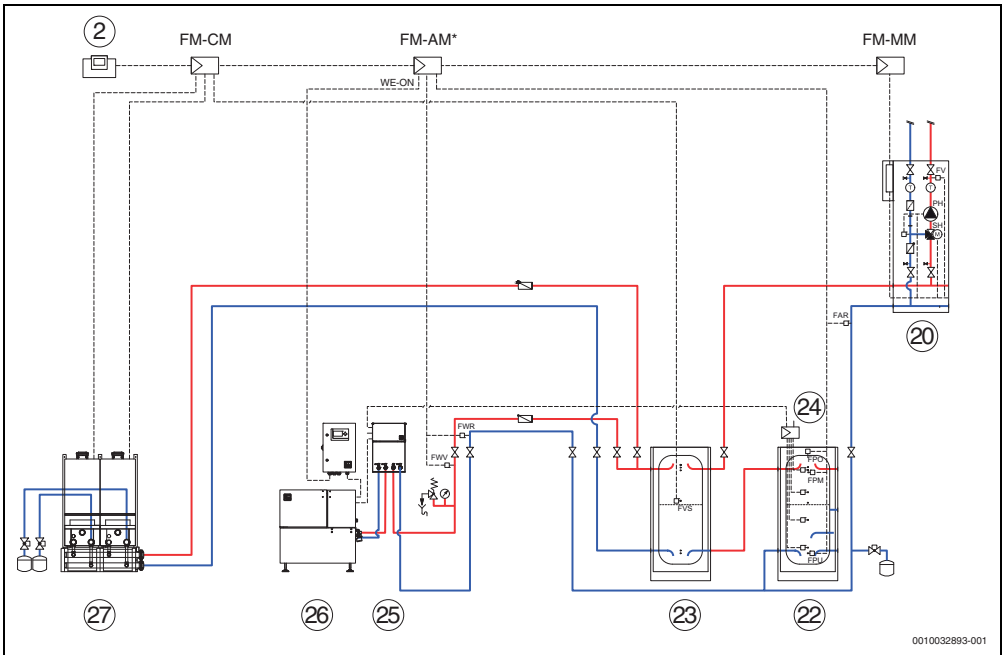 2
FM-CM
FM-AM*
FM-MM
WE-ON
FV
T
T
PH
SH
M
FAR
20
24
FWR
FWV
FPO
FPM
FVS
FPU
27
26
25
23
22
0010032893-001